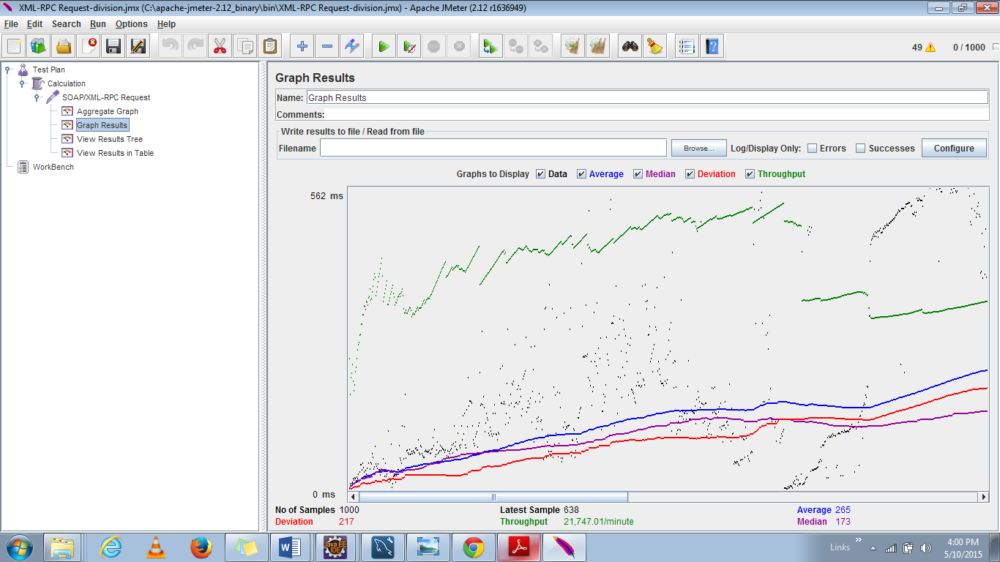 XML-RPC Request-division.jmx (C:\apache-jmeter-2.12_binary\bin\XML-RPC Request-division.jmx) - Apache JMeter (2.12 r1636949)
File Edit Search Run Options Help
49 0 / 1000
Test Plan
Calculation
SOAP/XML-RPC Request
Aggregate Graph
Graph Results
View Results Tree
View Results in Table
WorkBench
Graph Results
Name: Graph Results
Comments:
Write results to file / Read from file
Filename Browse... Log/Display Only: Errors Successes Configure
Graphs to Display Data Average Median Deviation Throughput
562 ms
0 ms
No of Samples 1000 Latest Sample 638 Average 265
Deviation 217 Throughput 21,747.01/minute Median 173
Java EE
IDE
Links
4:00 PM
5/10/2015